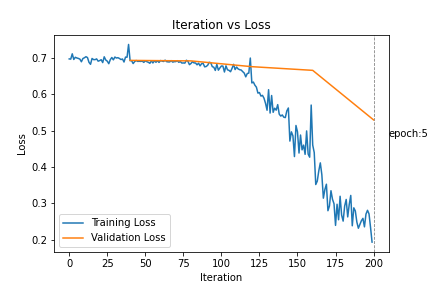 Iteration vs Loss
0.7
0.6
0.5
0.4
0.3
0.2
Loss
epoch:5
Training Loss
Validation Loss
0 25 50 75 100 125 150 175 200
Iteration